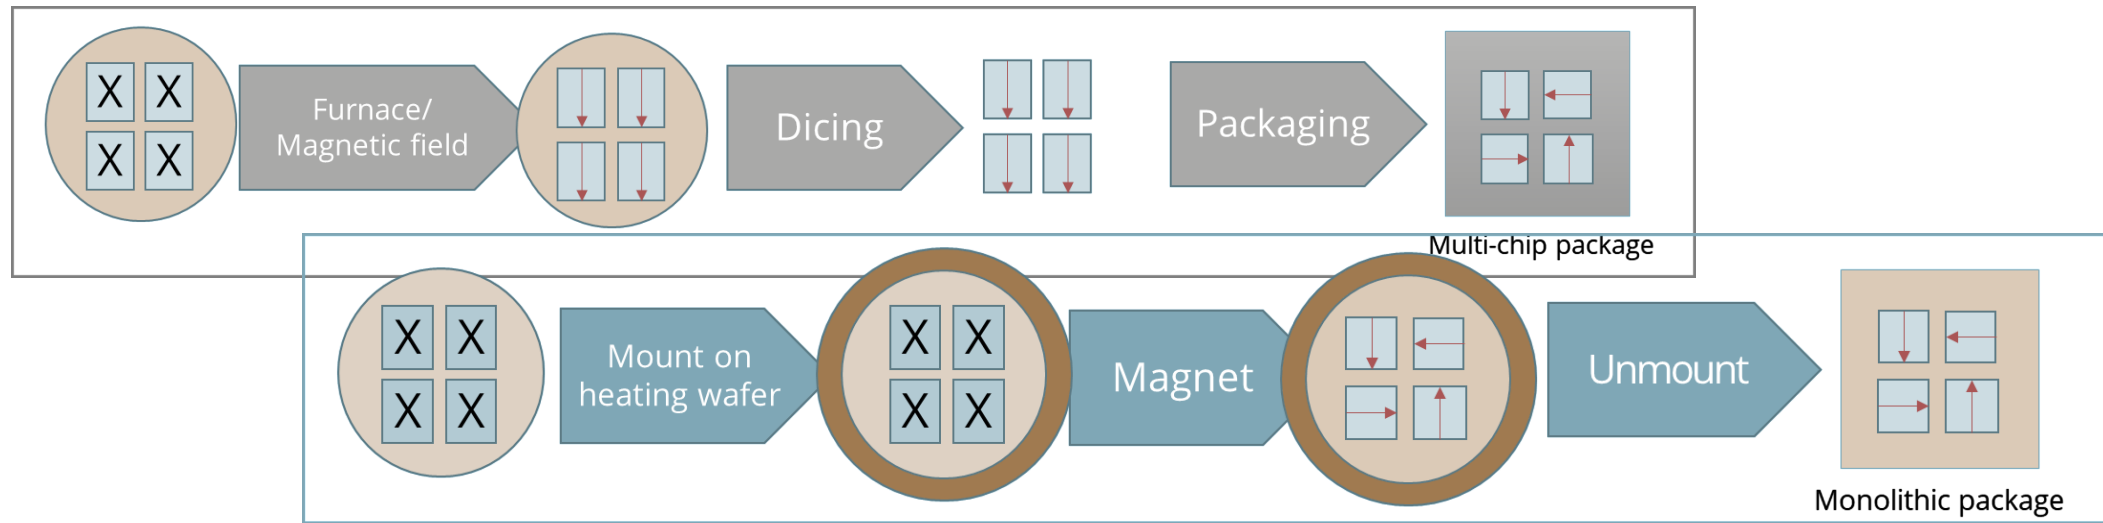 X X
X X
Furnace/
Magnetic field
Dicing
Packaging
Multi-chip package
X X
X X
Mount on
heating wafer
X X
X X
Magnet
Unmount
Monolithic package